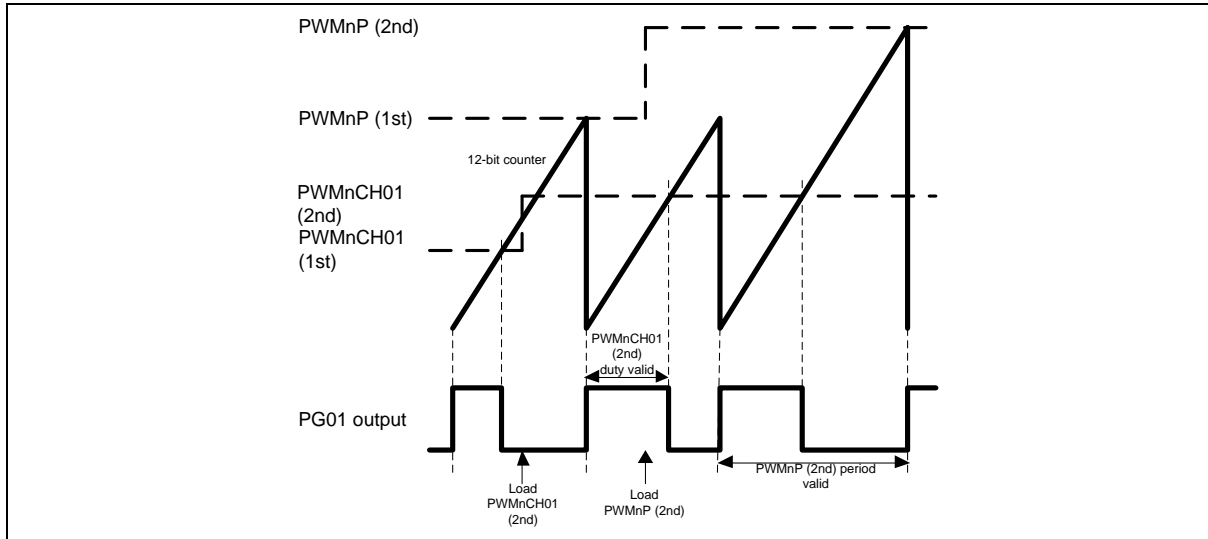 PWMnP (2nd)
PWMnP (1st)
12-bit counter
PWMnCH01
(2nd)
PWMnCH01
(1st)
PWMnCH01
(2nd)
duty valid
PG01 output
PWMnP (2nd) period
valid
Load
PWMnCH01
(2nd)
Load
PWMnP (2nd)